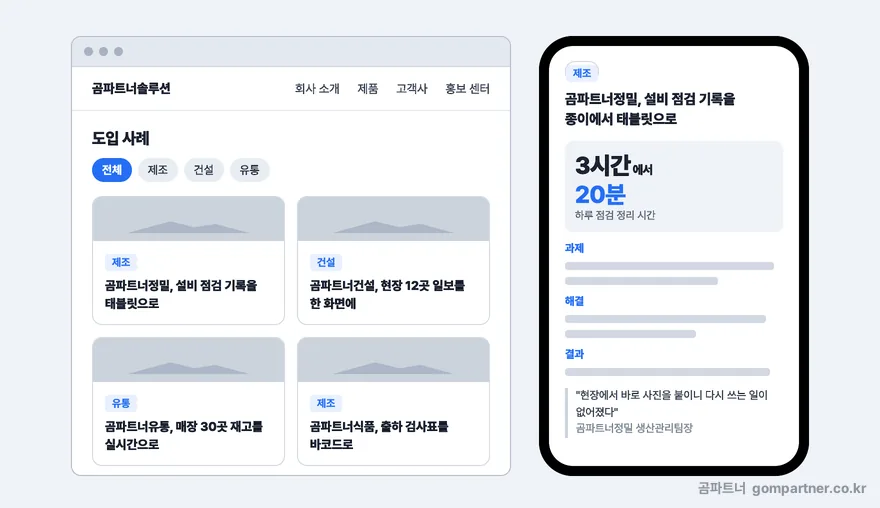 곰파트너솔루션
회사 소개 제품 고객사 홍보 센터
도입 사례
전체 제조 건설 유통
제조
곰파트너정밀, 설비 점검 기록을
태블릿으로
건설
곰파트너건설, 현장 12곳 일보를
한 화면에
유통
곰파트너유통, 매장 30곳 재고를
실시간으로
제조
곰파트너식품, 출하 검사표를
바코드로
제조
곰파트너정밀, 설비 점검 기록을
종이에서 태블릿으로
3시간에서
20분
하루 점검 정리 시간
과제
해결
결과
"현장에서 바로 사진을 붙이니 다시 쓰는 일이
없어졌다"
곰파트너정밀 생산관리팀장
곰파트너 gompartner.co.kr